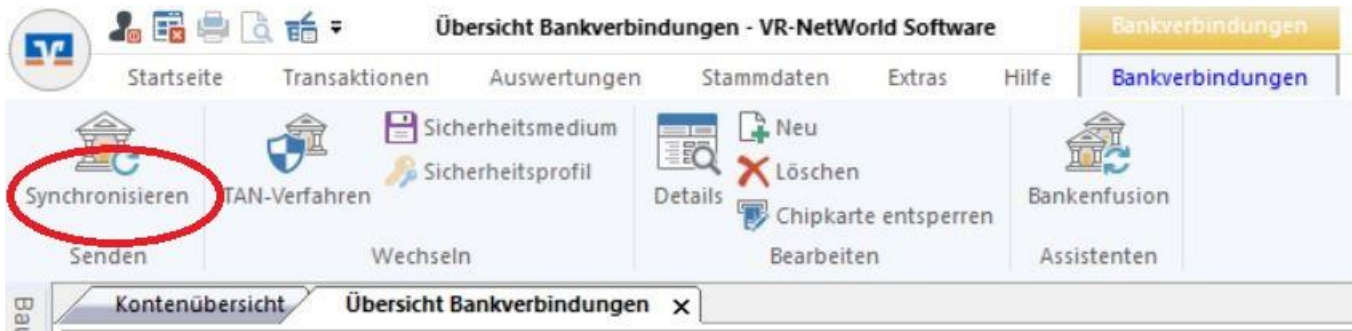 Übersicht Bankverbindungen - VR-NetWorld Software
Bankverbindungen
Startseite Transaktionen Auswertungen Stammdaten Extras Hilfe Bankverbindungen
Synchronisieren
TAN-Verfahren
Sicherheitsmedium
Sicherheitsprofil
Details
Neu
Löschen
Chipkarte entsperren
Bankenfusion
Senden Wechseln Bearbeiten Assistenten
Kontenübersicht Übersicht Bankverbindungen x